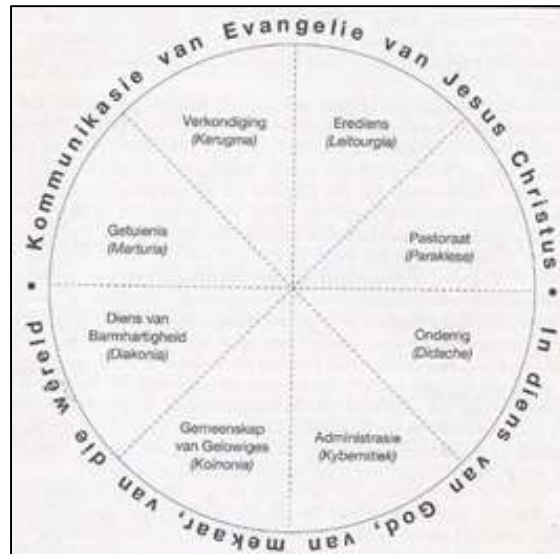 • Kommunikasie van Evangelie van Jesus Christus •
In diens van God, van mekaar, van die wêreld
Verkondiging
(Kerugma)
Erediens
(Leitourgia)
Getuienis
(Marturia)
Pastoraat
(Paraklese)
Diens van
Barmhartigheid
(Diakonia)
Onderrig
(Didache)
Gemeenskap
van Gelowiges
(Koinonia)
Administrasie
(Kybernitiek)